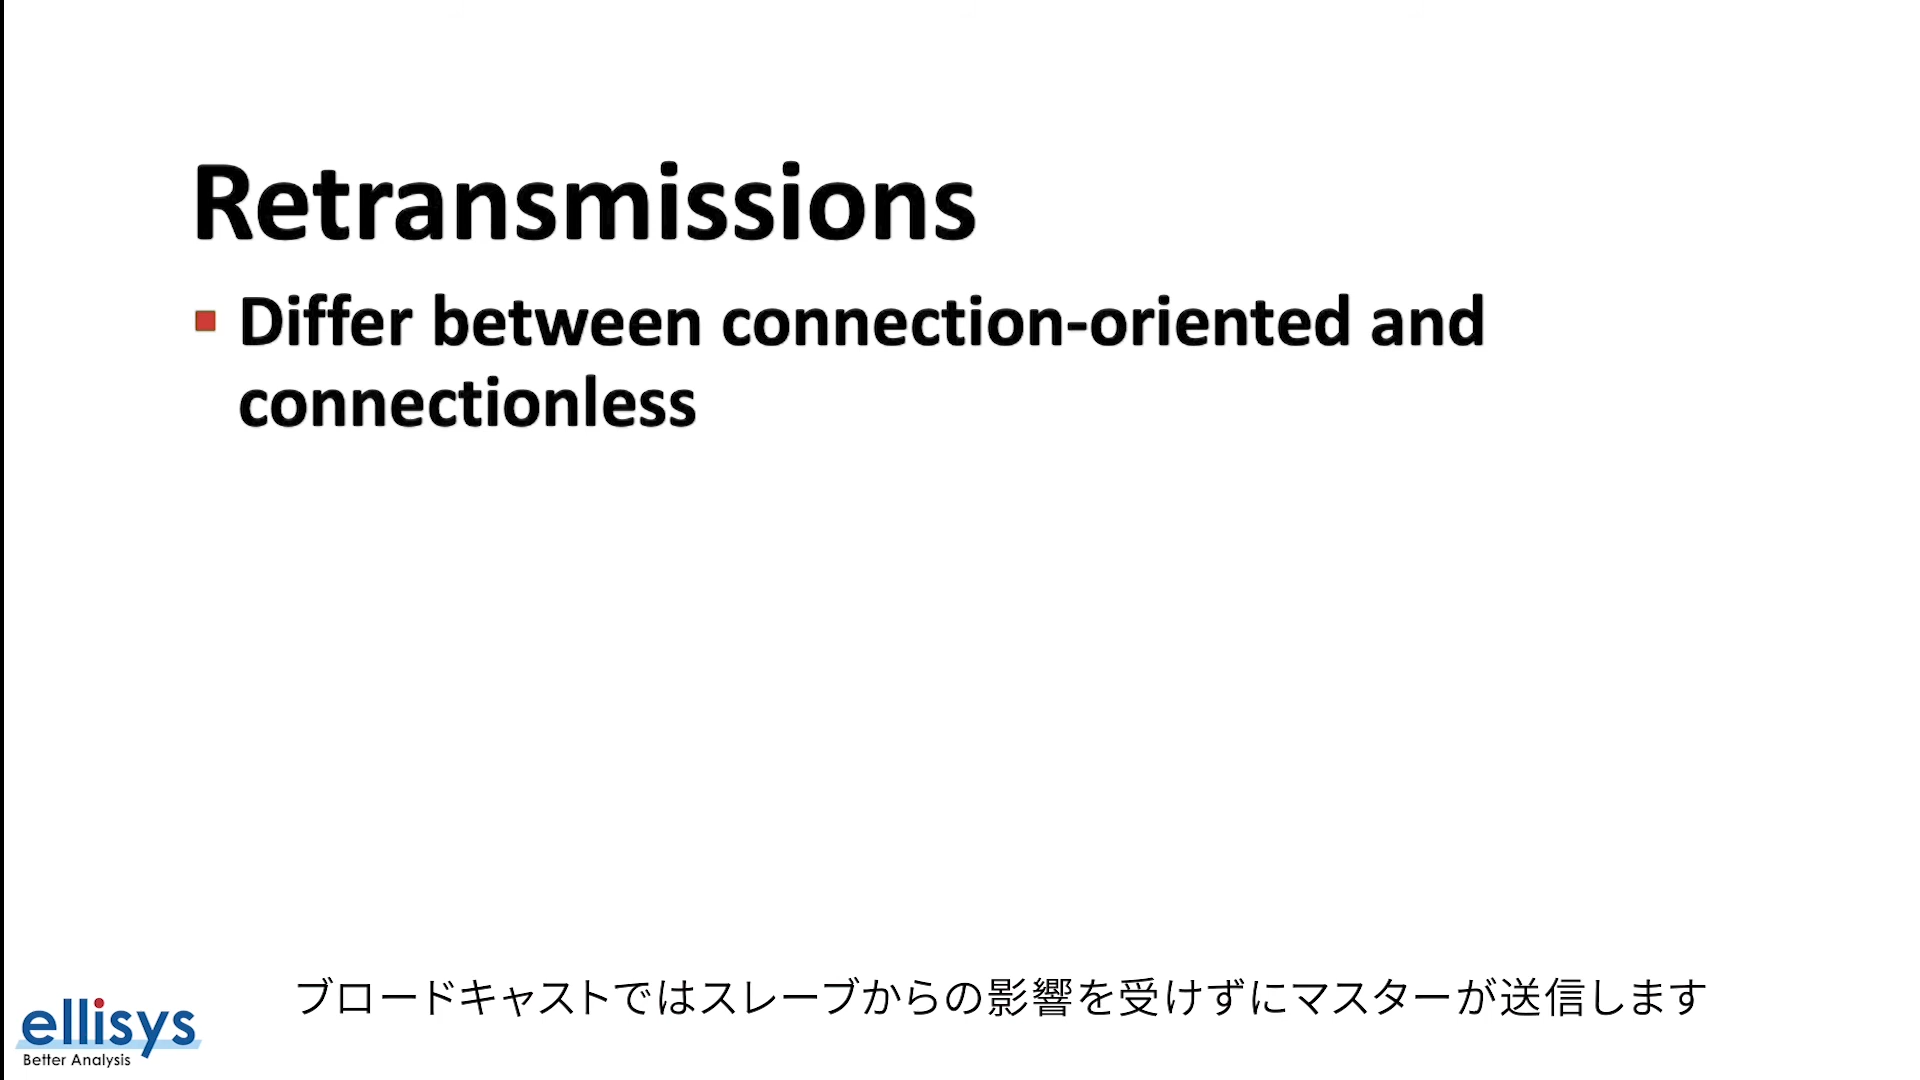 Retransmissions
Differ between connection-oriented and
connectionless
ブロードキャストではスレーブからの影響を受けずにマスターが送信します
ellisys
Better Analysis